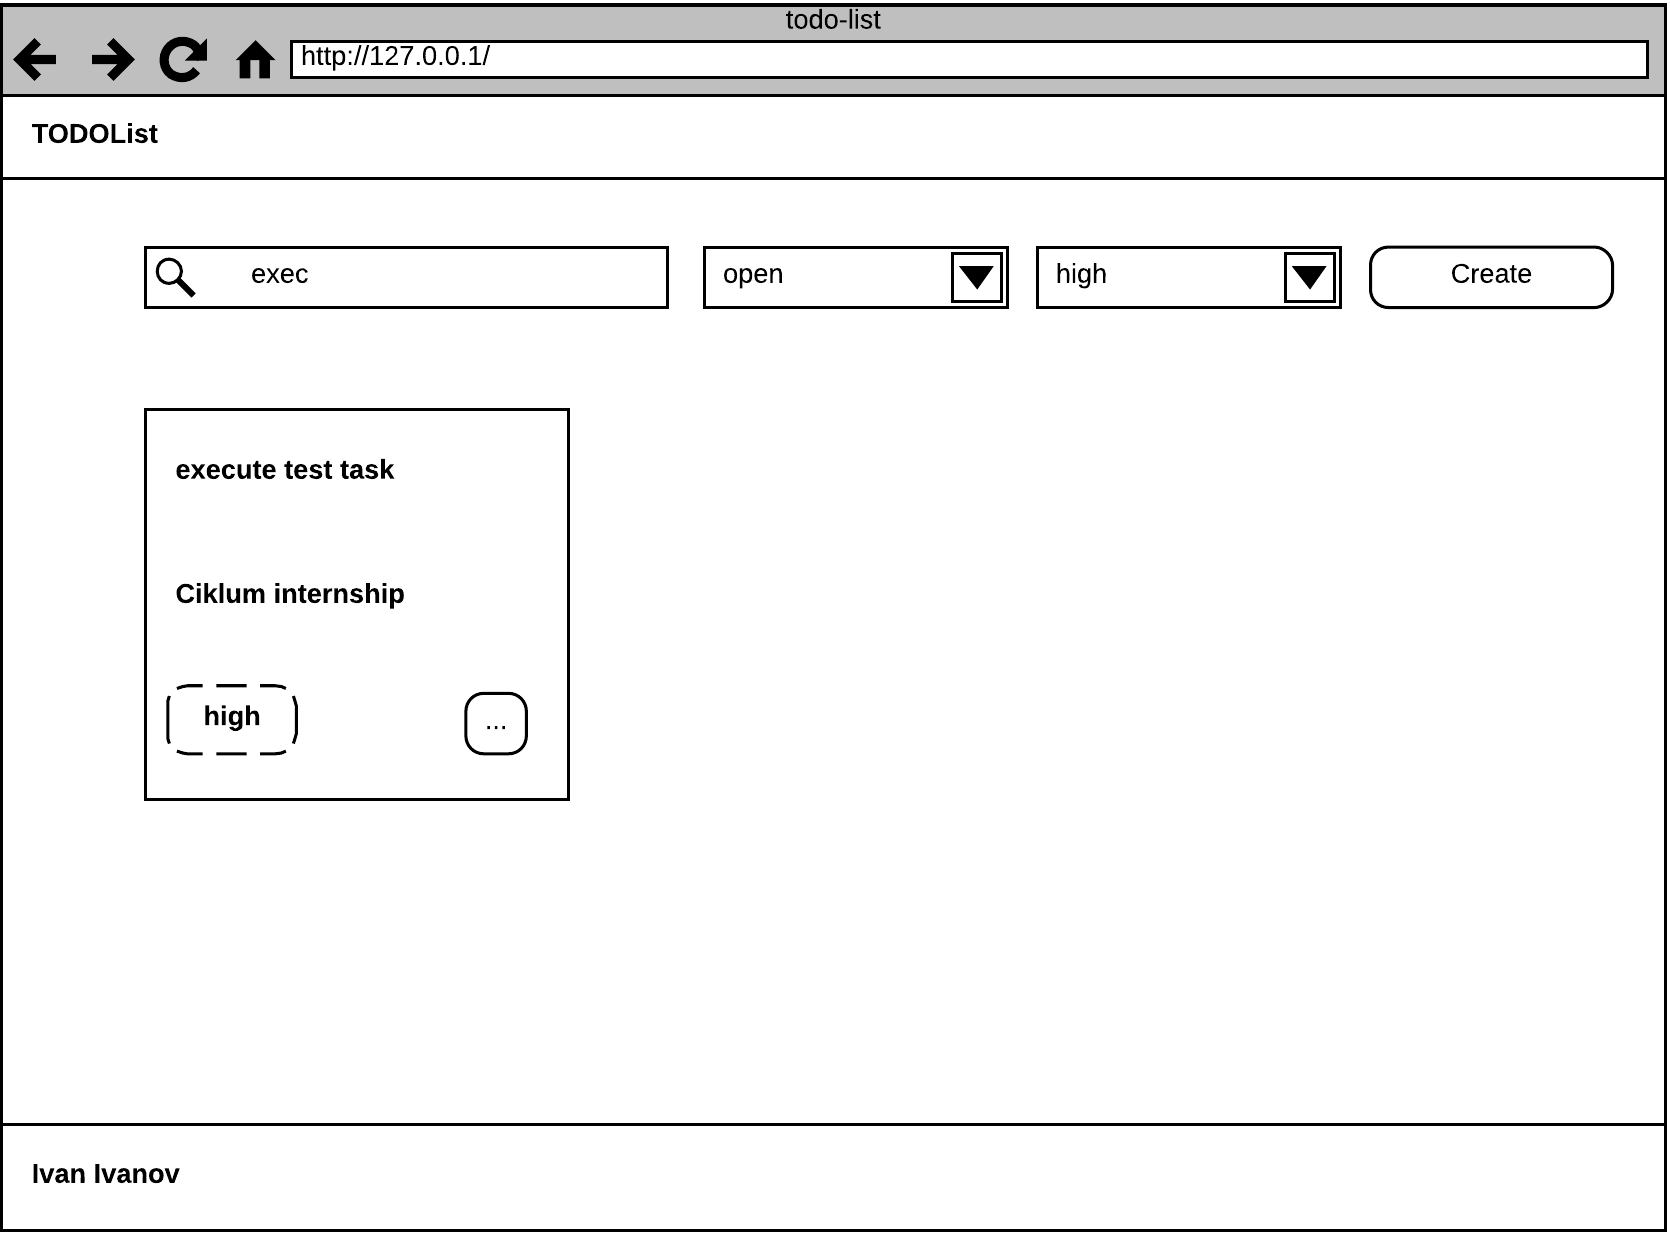 todo-list
http://127.0.0.1/
TODOList
exec
open
high
Create
execute test task
Ciklum internship
high
...
Ivan Ivanov